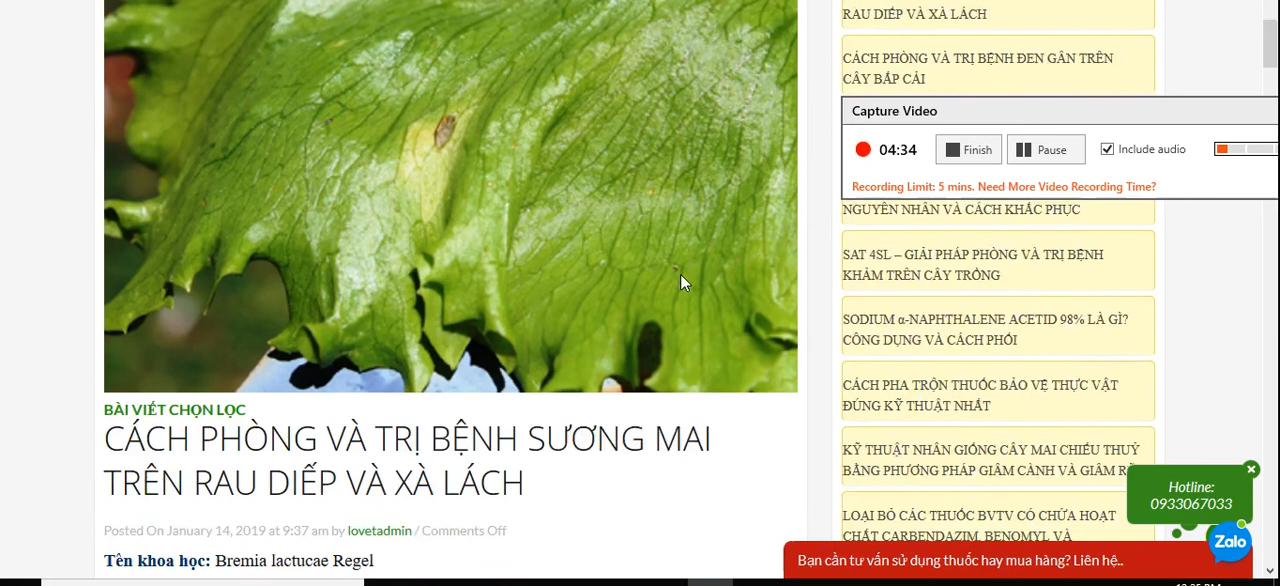 BÀI VIẾT CHỌN LỌC
CÁCH PHÒNG VÀ TRỊ BỆNH SƯƠNG MAI
TRÊN RAU DIẾP VÀ XÀ LÁCH
Posted On January 14, 2019 at 9:37 am by lovetadmin / Comments Off
Tên khoa học: Bremia lactucae Regel
RAU DIẾP VÀ XÀ LÁCH
CÁCH PHÒNG VÀ TRỊ BỆNH ĐEN GÂN TRÊN
CÂY BẮP CẢI
Capture Video
04:34
Finish
Pause
Include audio
Recording Limit: 5 mins. Need More Video Recording Time?
NGUYÊN NHÂN VÀ CÁCH KHẮC PHỤC
SAT 4SL – GIẢI PHÁP PHÒNG VÀ TRỊ BỆNH
KHẢM TRÊN CÂY TRỒNG
SODIUM α-NAPHTHALENE ACETID 98% LÀ GÌ?
CÔNG DỤNG VÀ CÁCH PHỐI
CÁCH PHA TRỘN THUỐC BẢO VỆ THỰC VẬT
ĐÚNG KỸ THUẬT NHẤT
KỸ THUẬT NHÂN GIỐNG CÂY MAI CHIẾU THUỶ
BẰNG PHƯƠNG PHÁP GIÂM CÀNH VÀ GIÂM
LOẠI BỎ CÁC THUỐC BVTV CÓ CHỨA HOẠT
CHẤT CARBENDAZIM, BENOMYL VÀ
Hotline:
0933067033
Zalo
Bạn cần tư vấn sử dụng thuốc hay mua hàng? Liên hệ..